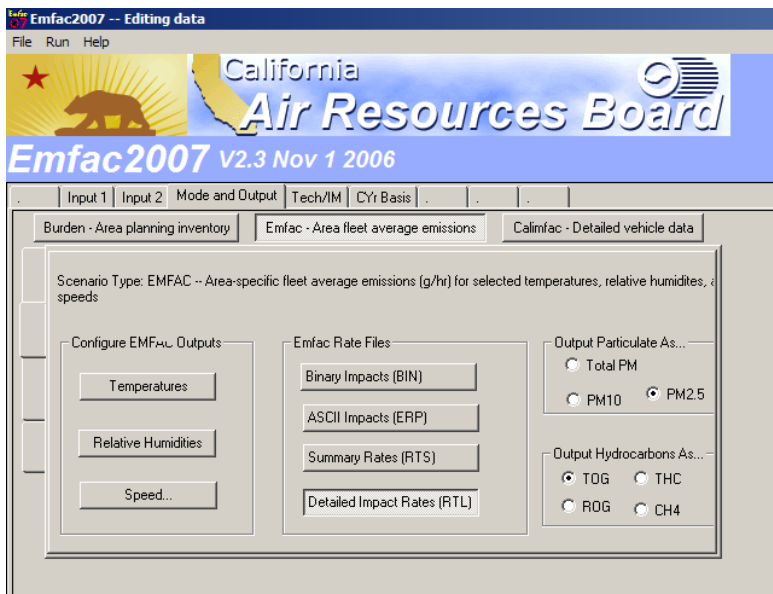 Emfac2007 -- Editing data
File Run Help
California
Air Resources Board
Emfac2007 V2.3 Nov 1 2006
. Input 1 Input 2 Mode and Output Tech/IM CYr Basis . . .
Burden - Area planning inventory Emfac - Area fleet average emissions Calimfac - Detailed vehicle data
Scenario Type: EMFAC -- Area-specific fleet average emissions (g/hr) for selected temperatures, relative humidites,
speeds
Configure EMFAC Outputs
Temperatures
Relative Humidities
Speed...
Emfac Rate Files
Binary Impacts (BIN)
ASCII Impacts (ERP)
Summary Rates (RTS)
Detailed Impact Rates (RTL)
Output Particulate As...
Total PM
PM10 PM2.5
Output Hydrocarbons As...
TOG THC
ROG CH4